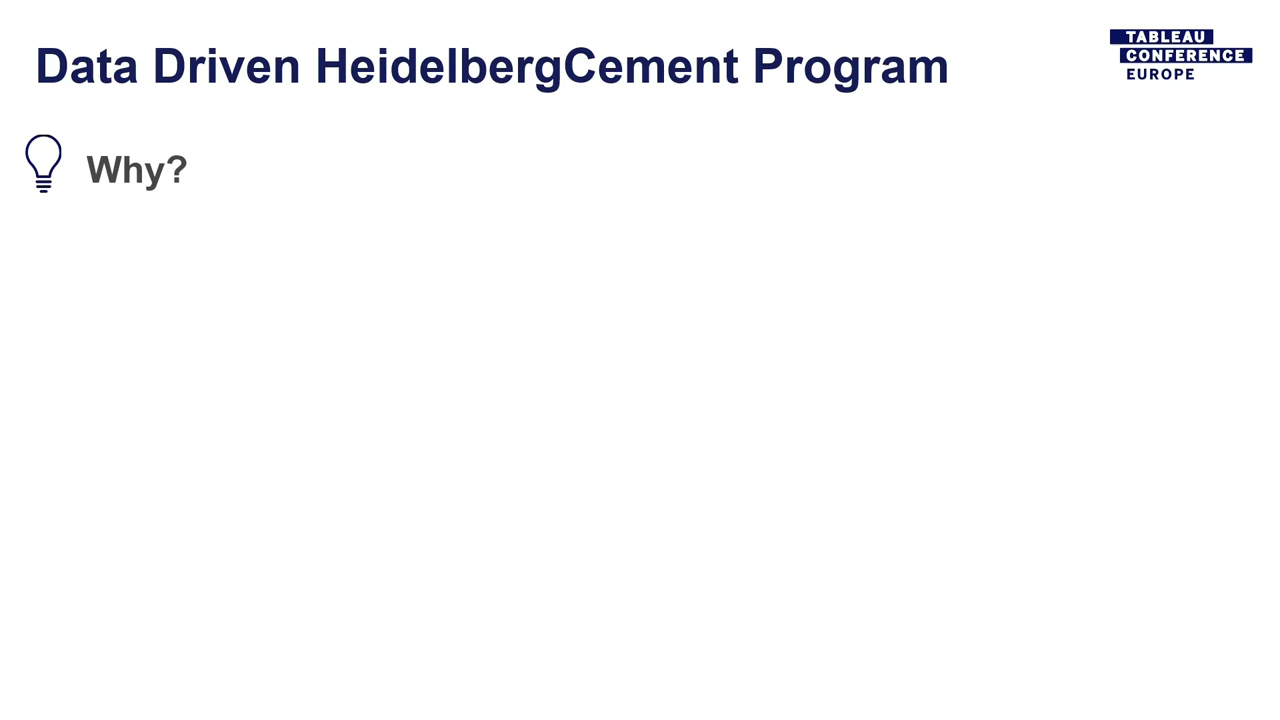 Data Driven HeidelbergCement Program
TABLEAU
CONFERENCE
EUROPE
Why?